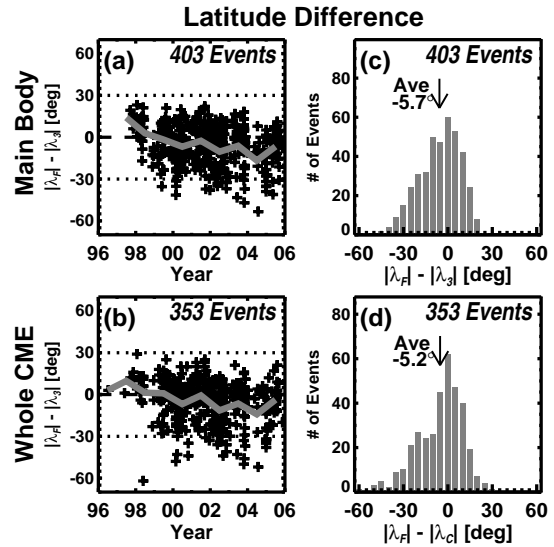 Latitude Difference
Main Body
(a) 403 Events
|λF| - |λ3| [deg]
60
30
0
-30
-60
96 98 00 02 04 06
Year
(c) 403 Events
Ave
-5.7°
# of Events
80
60
40
20
0
-60 -30 0 30 60
|λF| - |λ3| [deg]
Whole CME
(b) 353 Events
|λF| - |λ3| [deg]
60
30
0
-30
-60
96 98 00 02 04 06
Year
(d) 353 Events
Ave
-5.2°
# of Events
80
60
40
20
0
-60 -30 0 30 60
|λF| - |λC| [deg]